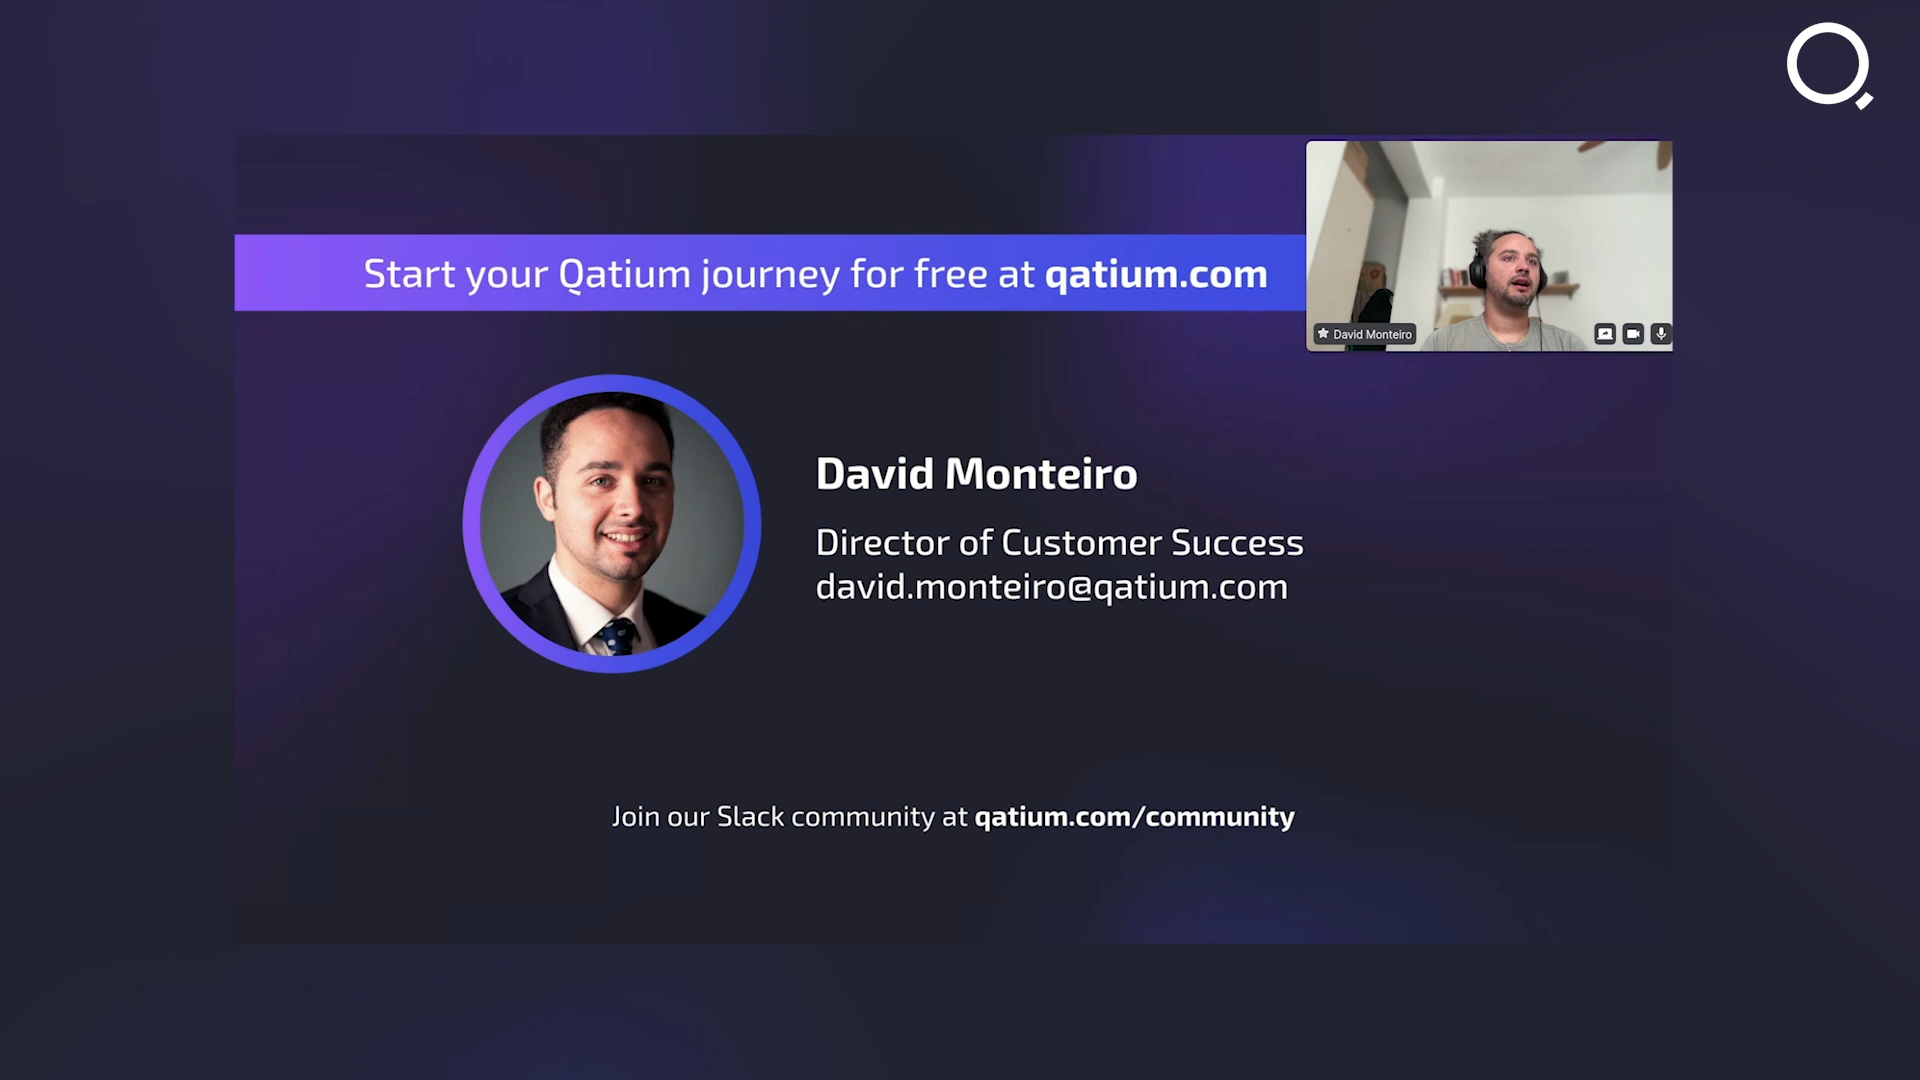 Start your Qatium journey for free at qatium.com
David Monteiro
David Monteiro
Director of Customer Success
david.monteiro@qatium.com
Join our Slack community at qatium.com/community